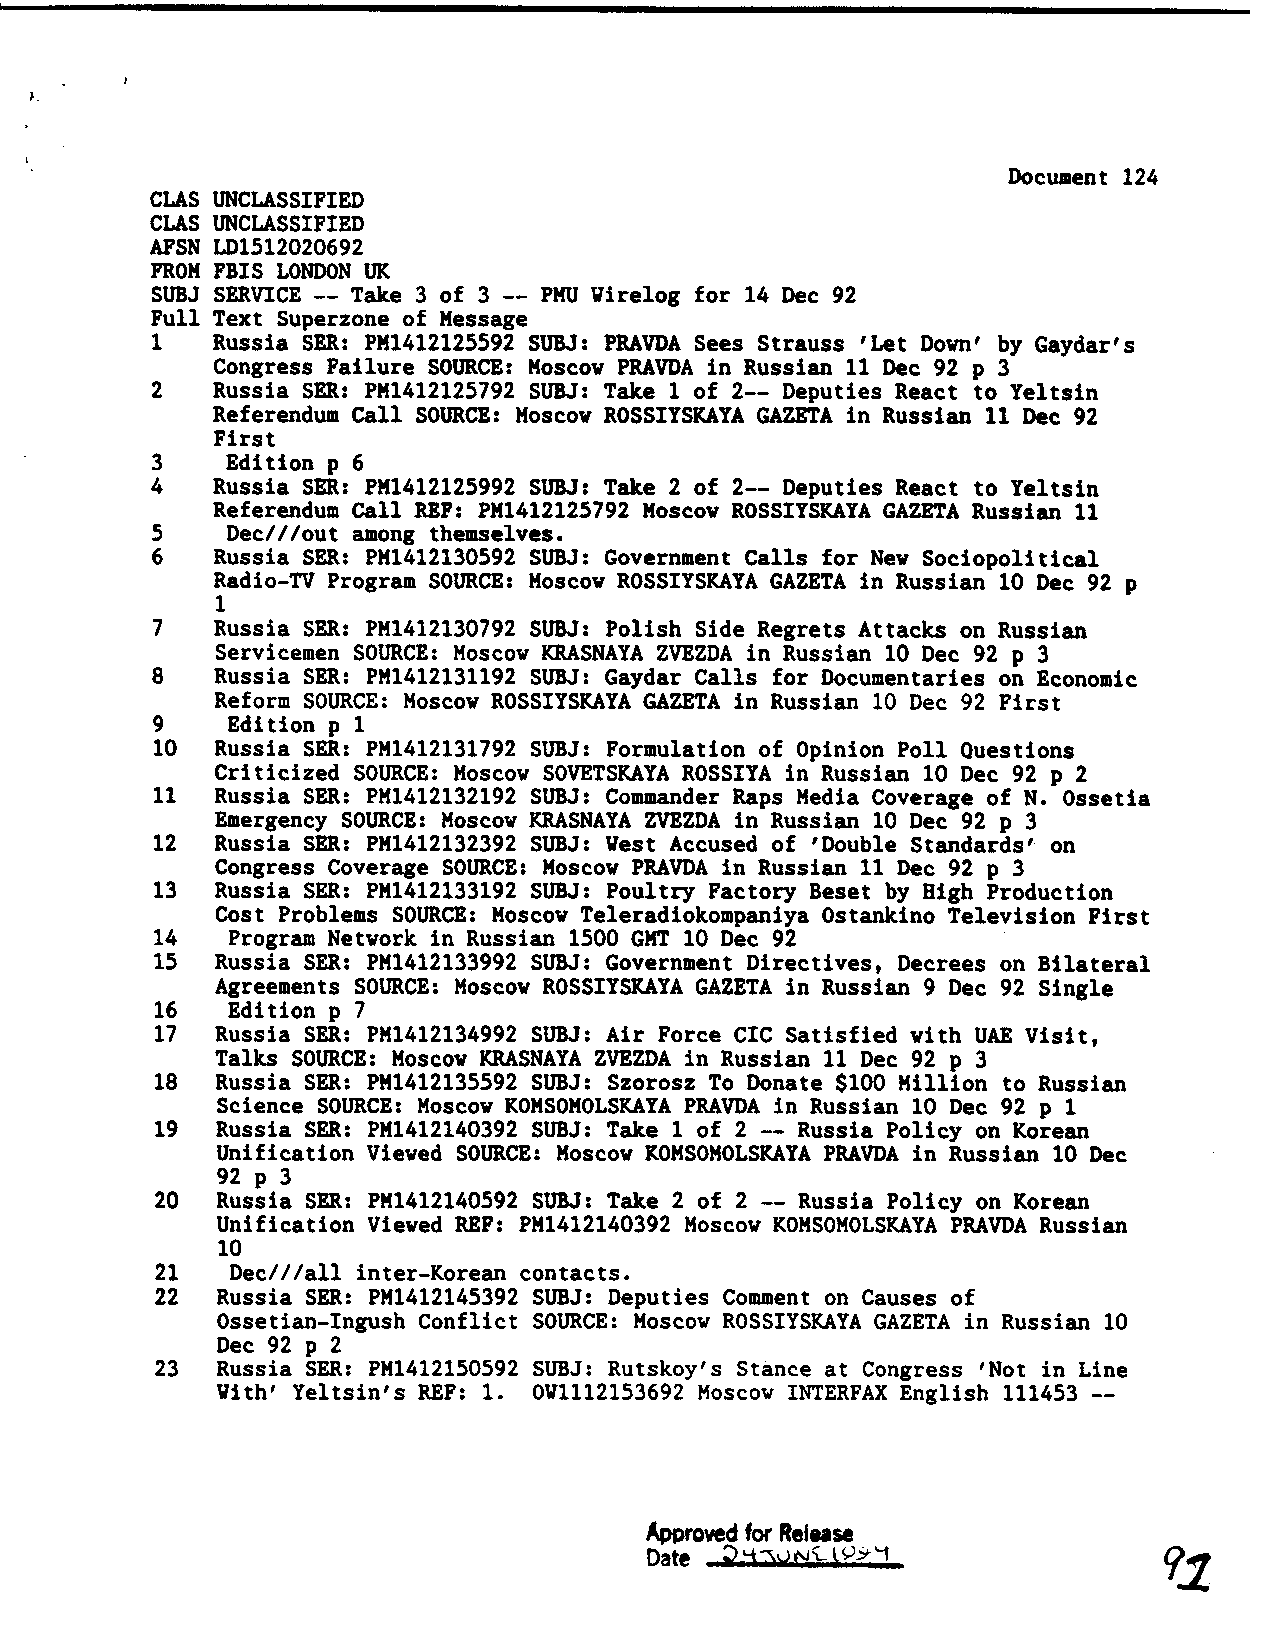 Document 124
CLAS UNCLASSIFIED
CLAS UNCLASSIFIED
AFSN LD1512020692
FROM FBIS LONDON UK
SUBJ SERVICE -- Take 3 of 3 -- PMU Wirelog for 14 Dec 92
Full Text Superzone of Message
1 Russia SER: PM1412125592 SUBJ: PRAVDA Sees Strauss 'Let Down' by Gaydar's
Congress Failure SOURCE: Moscow PRAVDA in Russian 11 Dec 92 p 3
2 Russia SER: PM1412125792 SUBJ: Take 1 of 2-- Deputies React to Yeltsin
Referendum Call SOURCE: Moscow ROSSIYSKAYA GAZETA in Russian 11 Dec 92
First
3 Edition p 6
4 Russia SER: PM1412125992 SUBJ: Take 2 of 2-- Deputies React to Yeltsin
Referendum Call REF: PM1412125792 Moscow ROSSIYSKAYA GAZETA Russian 11
5 Dec///out among themselves.
6 Russia SER: PM1412130592 SUBJ: Government Calls for New Sociopolitical
Radio-TV Program SOURCE: Moscow ROSSIYSKAYA GAZETA in Russian 10 Dec 92 p
1
7 Russia SER: PM1412130792 SUBJ: Polish Side Regrets Attacks on Russian
Servicemen SOURCE: Moscow KRASNAYA ZVEZDA in Russian 10 Dec 92 p 3
8 Russia SER: PM1412131192 SUBJ: Gaydar Calls for Documentaries on Economic
Reform SOURCE: Moscow ROSSIYSKAYA GAZETA in Russian 10 Dec 92 First
9 Edition p 1
10 Russia SER: PM1412131792 SUBJ: Formulation of Opinion Poll Questions
Criticized SOURCE: Moscow SOVETSKAYA ROSSIYA in Russian 10 Dec 92 p 2
11 Russia SER: PM1412132192 SUBJ: Commander Raps Media Coverage of N. Ossetia
Emergency SOURCE: Moscow KRASNAYA ZVEZDA in Russian 10 Dec 92 p 3
12 Russia SER: PM1412132392 SUBJ: West Accused of 'Double Standards' on
Congress Coverage SOURCE: Moscow PRAVDA in Russian 11 Dec 92 p 3
13 Russia SER: PM1412133192 SUBJ: Poultry Factory Beset by High Production
Cost Problems SOURCE: Moscow Teleradiokompaniya Ostankino Television First
14 Program Network in Russian 1500 GMT 10 Dec 92
15 Russia SER: PM1412133992 SUBJ: Government Directives, Decrees on Bilateral
Agreements SOURCE: Moscow ROSSIYSKAYA GAZETA in Russian 9 Dec 92 Single
16 Edition p 7
17 Russia SER: PM1412134992 SUBJ: Air Force CIC Satisfied with UAE Visit,
Talks SOURCE: Moscow KRASNAYA ZVEZDA in Russian 11 Dec 92 p 3
18 Russia SER: PM1412135592 SUBJ: Szorosz To Donate $100 Million to Russian
Science SOURCE: Moscow KOMSOMOLSKAYA PRAVDA in Russian 10 Dec 92 p 1
19 Russia SER: PM1412140392 SUBJ: Take 1 of 2 -- Russia Policy on Korean
Unification Viewed SOURCE: Moscow KOMSOMOLSKAYA PRAVDA in Russian 10 Dec
92 p 3
20 Russia SER: PM1412140592 SUBJ: Take 2 of 2 -- Russia Policy on Korean
Unification Viewed REF: PM1412140392 Moscow KOMSOMOLSKAYA PRAVDA Russian
10
21 Dec///all inter-Korean contacts.
22 Russia SER: PM1412145392 SUBJ: Deputies Comment on Causes of
Ossetian-Ingush Conflict SOURCE: Moscow ROSSIYSKAYA GAZETA in Russian 10
Dec 92 p 2
23 Russia SER: PM1412150592 SUBJ: Rutskoy's Stance at Congress 'Not in Line
With' Yeltsin's REF: 1. OW1112153692 Moscow INTERFAX English 111453 --
Approved for Release
Date 24 JUNE 1994
91